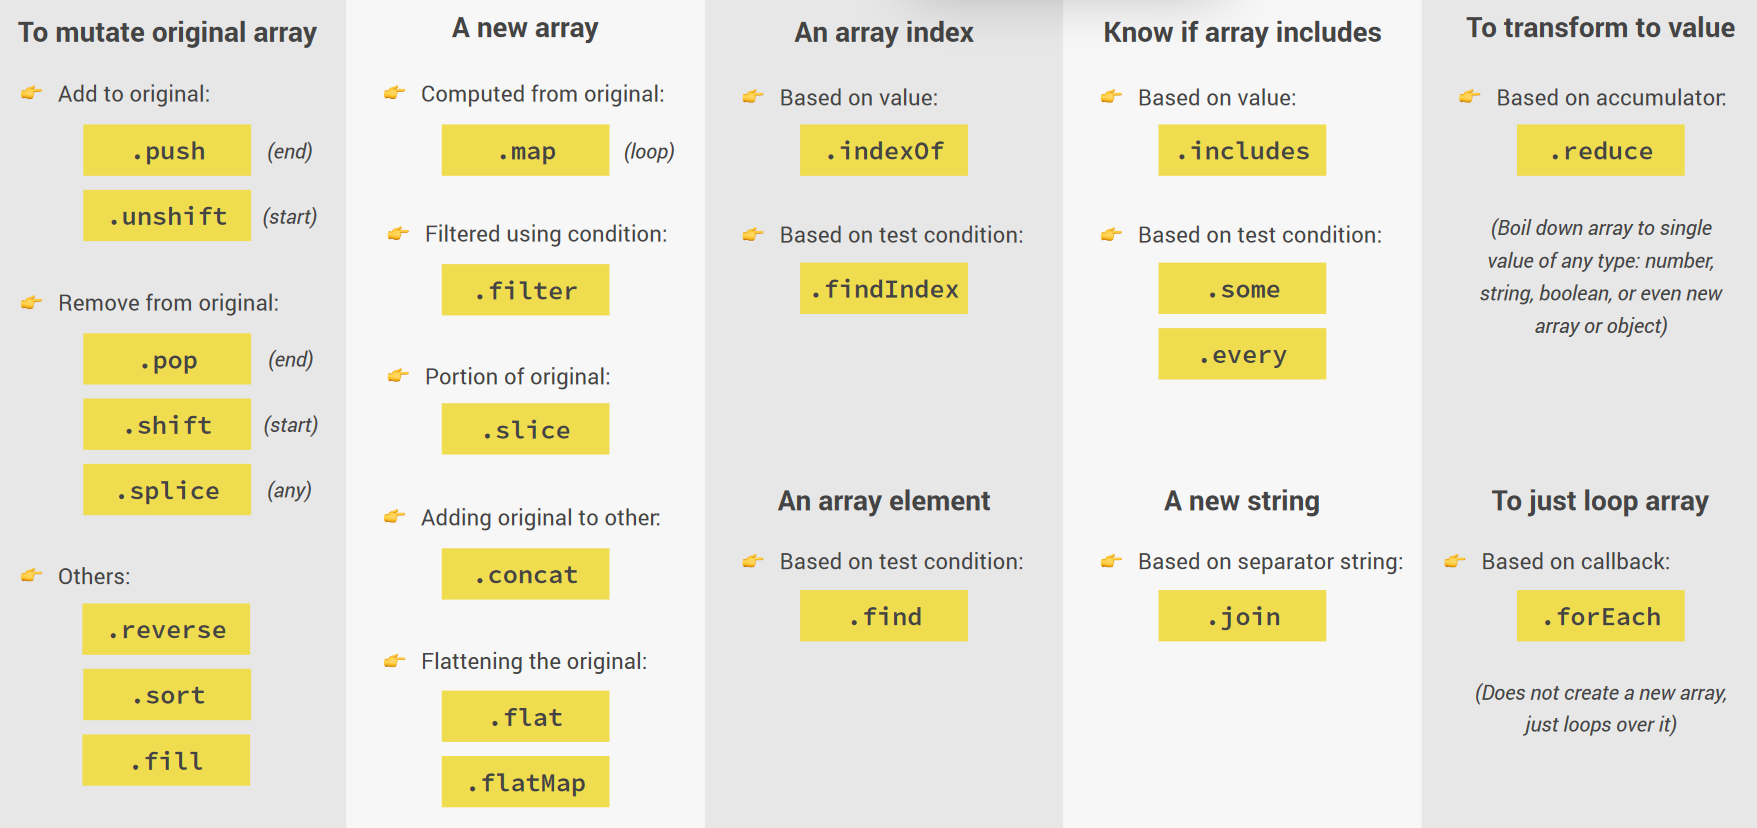 To mutate original array
Add to original:
.push (end)
.unshift (start)
Remove from original:
.pop (end)
.shift (start)
.splice (any)
Others:
.reverse
.sort
.fill
A new array
Computed from original:
.map (loop)
Filtered using condition:
.filter
Portion of original:
.slice
Adding original to other:
.concat
Flattening the original:
.flat
.flatMap
An array index
Based on value:
.indexOf
Based on test condition:
.findIndex
An array element
Based on test condition:
.find
Know if array includes
Based on value:
.includes
Based on test condition:
.some
.every
A new string
Based on separator string:
.join
To transform to value
Based on accumulator:
.reduce
(Boil down array to single
value of any type: number,
string, boolean, or even new
array or object)
To just loop array
Based on callback:
.forEach
(Does not create a new array,
just loops over it)